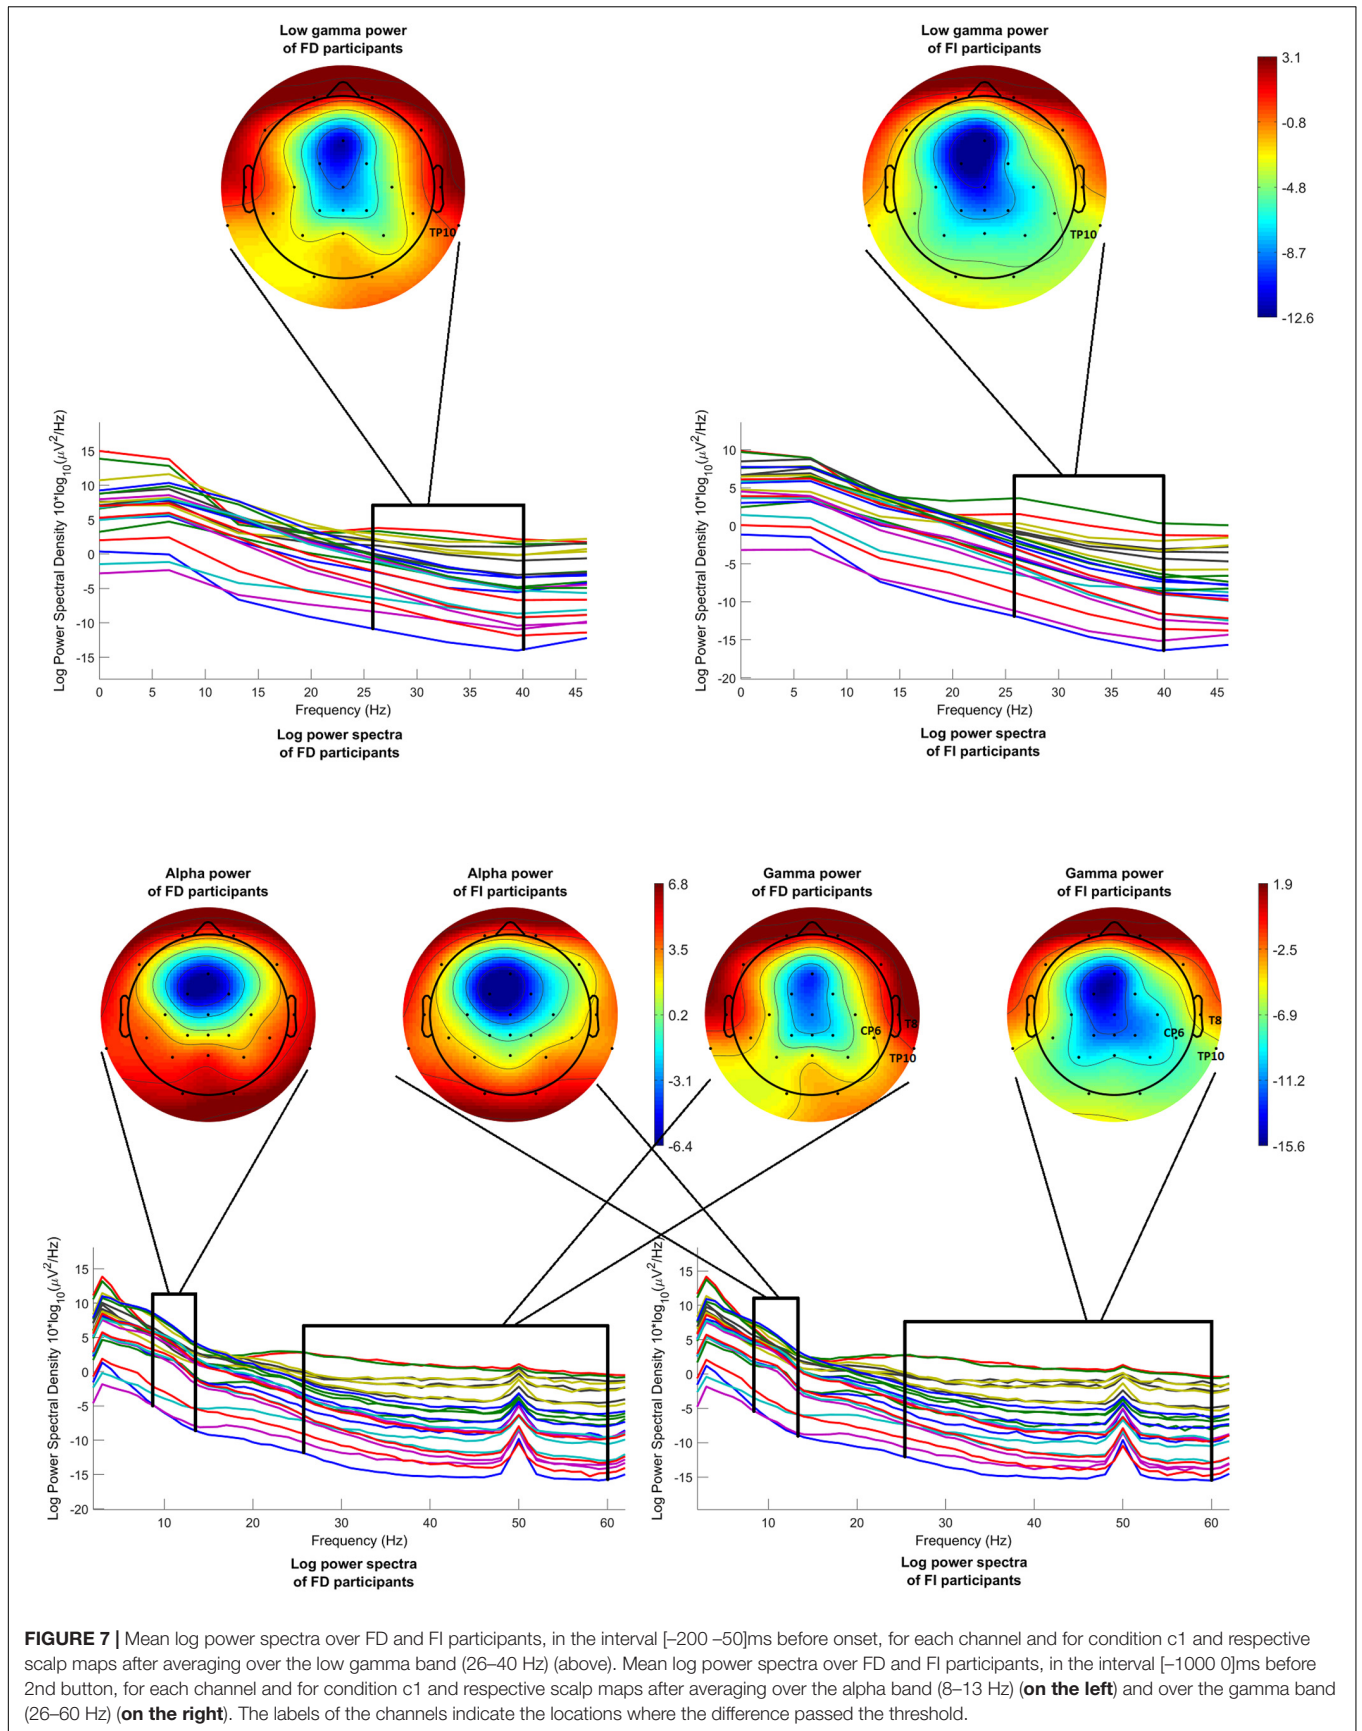 Low gamma power
of FD participants
Low gamma power
of FI participants
3.1
-0.8
-4.8
-8.7
-12.6
TP10
TP10
Log Power Spectral Density 10*log10(μV2/Hz)
15
10
5
0
-5
-10
-15
0 5 10 15 20 25 30 35 40 45
Frequency (Hz)
Log power spectra
of FD participants
Log Power Spectral Density 10*log10(μV2/Hz)
10
5
0
-5
-10
-15
-20
0 5 10 15 20 25 30 35 40 45
Frequency (Hz)
Log power spectra
of FI participants
Alpha power
of FD participants
Alpha power
of FI participants
6.8
3.5
0.2
-3.1
-6.4
Gamma power
of FD participants
CP6 T8
TP10
Gamma power
of FI participants
CP6 T8
TP10
1.9
-2.5
-6.9
-11.2
-15.6
Log Power Spectral Density 10*log10(μV2/Hz)
15
10
5
0
-5
-10
-15
-20
10 20 30 40 50 60
Frequency (Hz)
Log power spectra
of FD participants
Log Power Spectral Density 10*log10(μV2/Hz)
15
10
5
0
-5
-10
-15
10 20 30 40 50 60
Frequency (Hz)
Log power spectra
of FI participants
FIGURE 7 | Mean log power spectra over FD and FI participants, in the interval [–200 –50]ms before onset, for each channel and for condition c1 and respective
scalp maps after averaging over the low gamma band (26–40 Hz) (above). Mean log power spectra over FD and FI participants, in the interval [–1000 0]ms before
2nd button, for each channel and for condition c1 and respective scalp maps after averaging over the alpha band (8–13 Hz) (on the left) and over the gamma band
(26–60 Hz) (on the right). The labels of the channels indicate the locations where the difference passed the threshold.